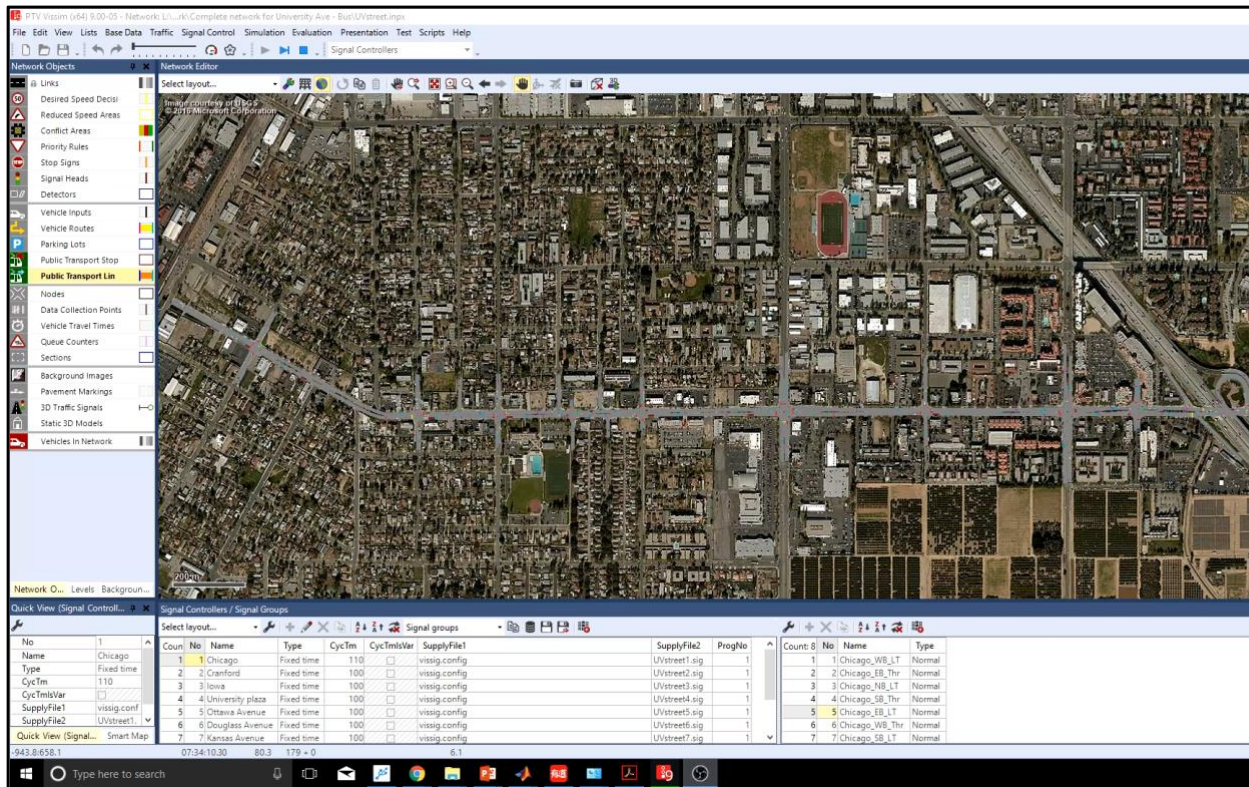 PTV Vissim (x64) 9.00-05 - Network: L:\...rk\Complete network for University Ave - Bus\UVstreet.inpx
File Edit View Lists Base Data Traffic Signal Control Simulation Evaluation Presentation Test Scripts Help
Signal Controllers
Network Objects
Network Editor
Select layout...
Links
Desired Speed Decisi
Reduced Speed Areas
Conflict Areas
Priority Rules
Stop Signs
Signal Heads
Detectors
Vehicle Inputs
Vehicle Routes
Parking Lots
Public Transport Stop
Public Transport Lin
Nodes
Data Collection Points
Vehicle Travel Times
Queue Counters
Sections
Background Images
Pavement Markings
3D Traffic Signals
Static 3D Models
Vehicles In Network
Image courtesy of USGS
© 2016 Microsoft Corporation
200 m
Network O... Levels Backgroun...
Quick View (Signal Controll...
No 1
Name Chicago
Type Fixed time
CycTm 110
CycTmIsVar
SupplyFile1 vissig.conf
SupplyFile2 UVstreet1.
Quick View (Signal... Smart Map
Signal Controllers / Signal Groups
Select layout... Signal groups
Coun No Name Type CycTm CycTmIsVar SupplyFile1 SupplyFile2 ProgNo
1 1 Chicago Fixed time 110 vissig.config UVstreet1.sig 1
2 2 Cranford Fixed time 100 vissig.config UVstreet2.sig 1
3 3 Iowa Fixed time 100 vissig.config UVstreet3.sig 1
4 4 University plaza Fixed time 100 vissig.config UVstreet4.sig 1
5 5 Ottawa Avenue Fixed time 100 vissig.config UVstreet5.sig 1
6 6 Douglass Avenue Fixed time 100 vissig.config UVstreet6.sig 1
7 7 Kansas Avenue Fixed time 100 vissig.config UVstreet7.sig 1
Count: 8 No Name Type
1 1 Chicago_WB_LT Normal
2 2 Chicago_EB_Thr Normal
3 3 Chicago_NB_LT Normal
4 4 Chicago_SB_Thr Normal
5 5 Chicago_EB_LT Normal
6 6 Chicago_WB_Thr Normal
7 7 Chicago_SB_LT Normal
-943.8:658.1 07:34:10.30 80.3 179 + 0 6.1
Type here to search